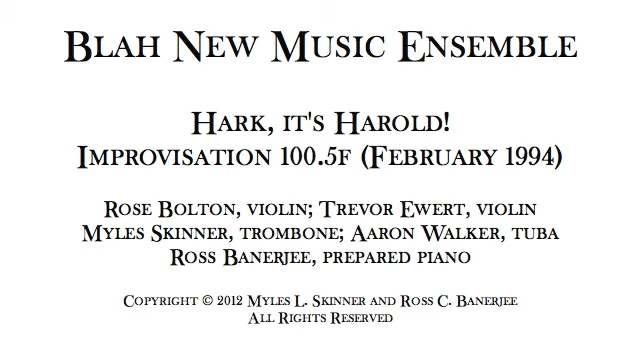 Blah New Music Ensemble
Hark, it's Harold!
Improvisation 100.5f (February 1994)
Rose Bolton, violin; Trevor Ewert, violin
Myles Skinner, trombone; Aaron Walker, tuba
Ross Banerjee, prepared piano
Copyright © 2012 Myles L. Skinner and Ross C. Banerjee
All Rights Reserved